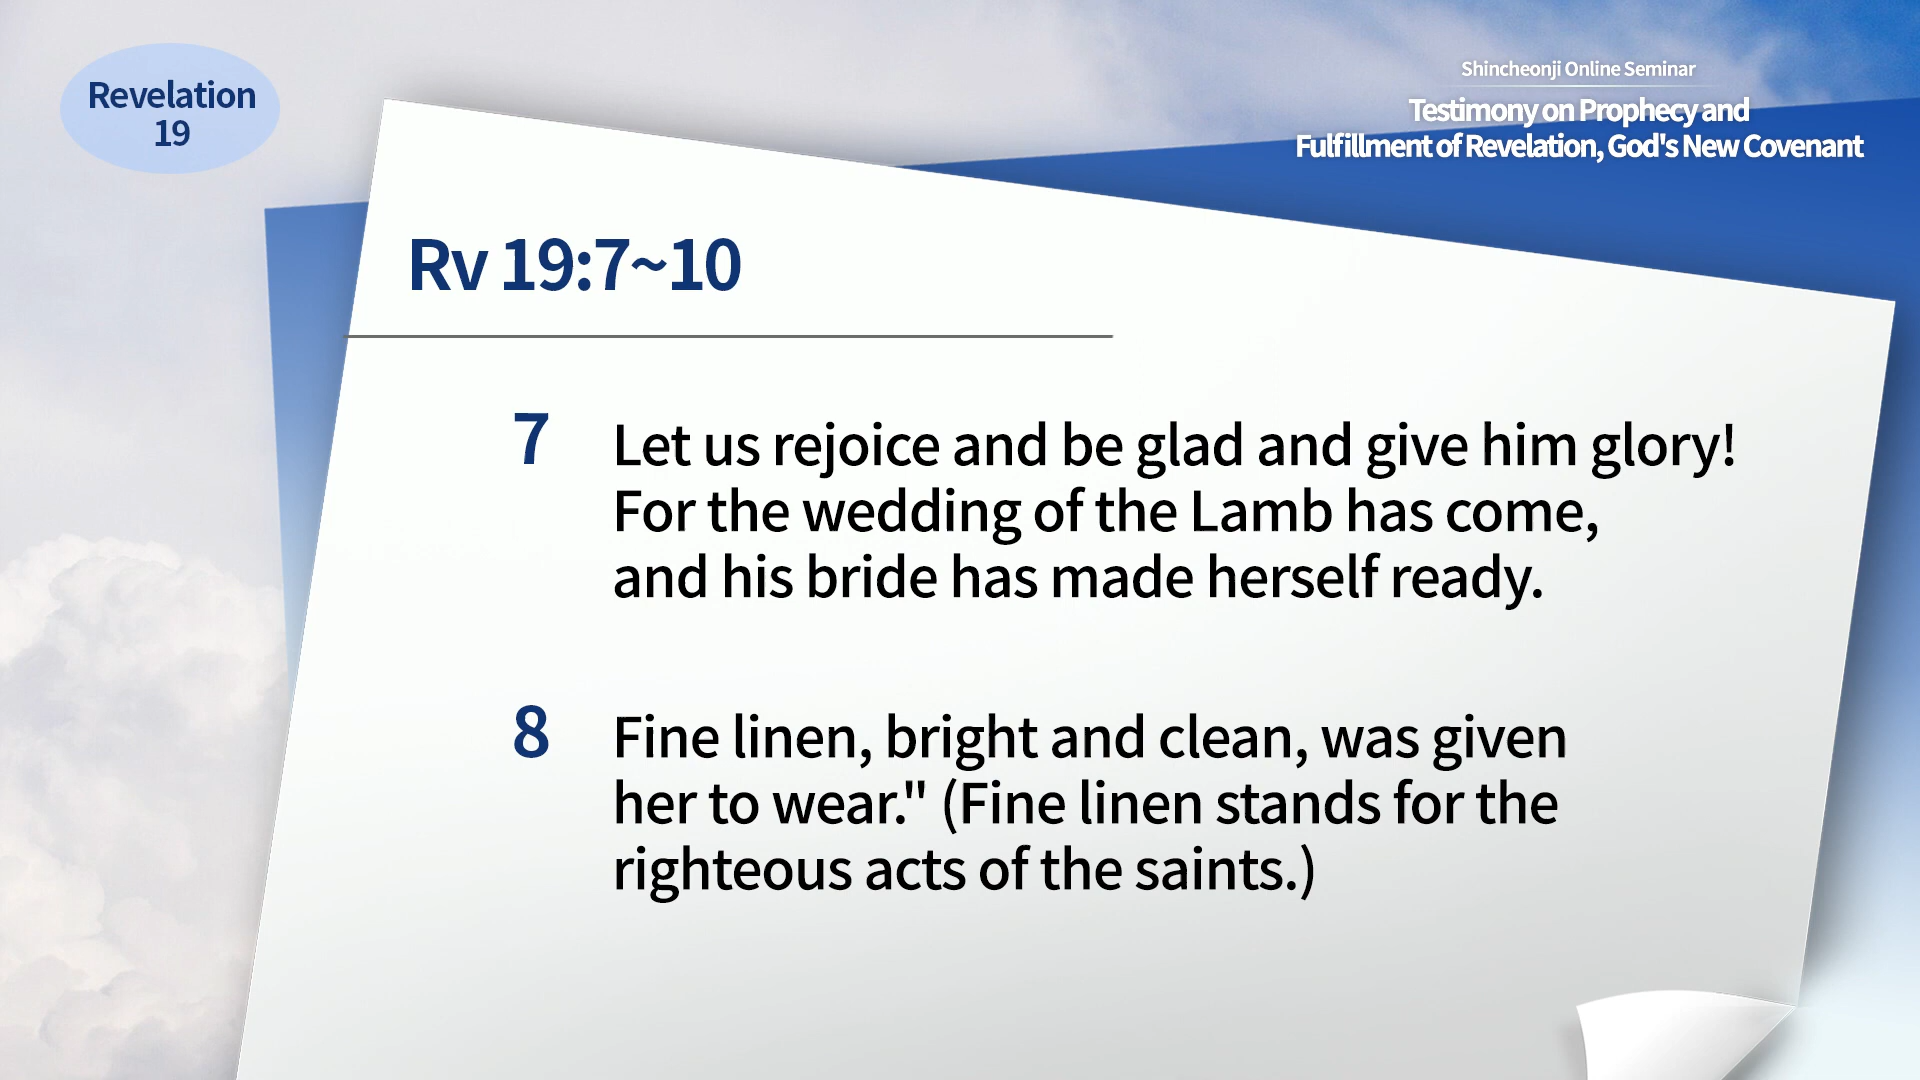 Revelation
19
Shincheonji Online Seminar
Testimony on Prophecy and
Fulfillment of Revelation, God's New Covenant
Rv 19:7~10
7 Let us rejoice and be glad and give him glory!
For the wedding of the Lamb has come,
and his bride has made herself ready.
8 Fine linen, bright and clean, was given
her to wear." (Fine linen stands for the
righteous acts of the saints.)